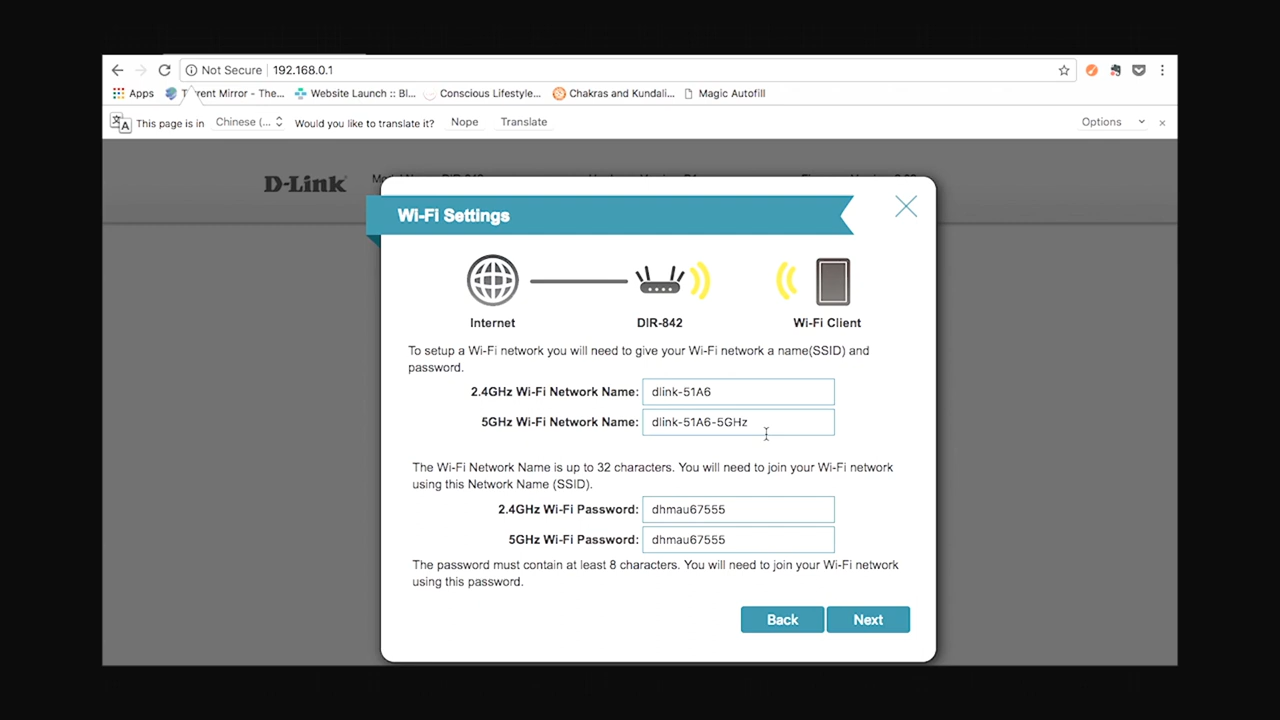 Not Secure | 192.168.0.1
Apps
rent Mirror - The...
Website Launch :: Bl...
Conscious Lifestyle...
Chakras and Kundali...
Magic Autofill
This page is in Chinese (... Would you like to translate it? Nope Translate Options
D-Link
Wi-Fi Settings
Internet DIR-842 Wi-Fi Client
To setup a Wi-Fi network you will need to give your Wi-Fi network a name(SSID) and
password.
2.4GHz Wi-Fi Network Name: dlink-51A6
5GHz Wi-Fi Network Name: dlink-51A6-5GHz
The Wi-Fi Network Name is up to 32 characters. You will need to join your Wi-Fi network
using this Network Name (SSID).
2.4GHz Wi-Fi Password: dhmau67555
5GHz Wi-Fi Password: dhmau67555
The password must contain at least 8 characters. You will need to join your Wi-Fi network
using this password.
Back Next